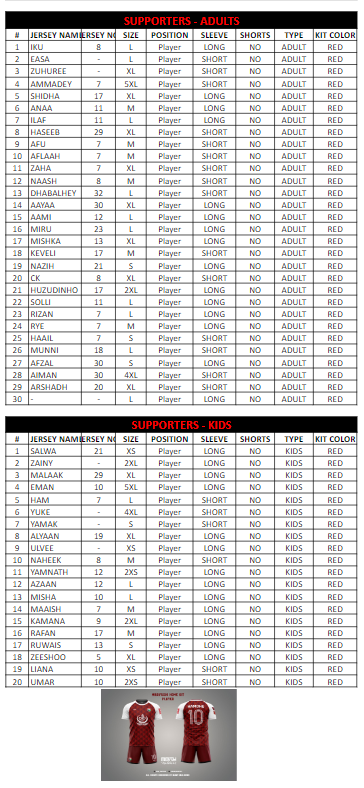 SUPPORTERS - ADULTS
# JERSEY NAME JERSEY NO SIZE POSITION SLEEVE SHORTS TYPE KIT COLOR
1 IKU 8 L Player LONG NO ADULT RED
2 EASA - L Player SHORT NO ADULT RED
3 ZUHUREE - XL Player SHORT NO ADULT RED
4 AMMADEY 7 5XL Player SHORT NO ADULT RED
5 SHIDHA 17 XL Player LONG NO ADULT RED
6 ANAA 11 M Player LONG NO ADULT RED
7 ILAF 11 L Player LONG NO ADULT RED
8 HASEEB 29 XL Player SHORT NO ADULT RED
9 AFU 7 M Player SHORT NO ADULT RED
10 AFLAAH 7 M Player SHORT NO ADULT RED
11 ZAHA 7 XL Player SHORT NO ADULT RED
12 NAASH 8 M Player SHORT NO ADULT RED
13 DHABALHEY 32 L Player SHORT NO ADULT RED
14 AAYAA 30 XL Player LONG NO ADULT RED
15 AAMI 12 L Player LONG NO ADULT RED
16 MIRU 23 L Player LONG NO ADULT RED
17 MISHKA 13 XL Player LONG NO ADULT RED
18 KEVELI 17 M Player SHORT NO ADULT RED
19 NAZIH 21 S Player LONG NO ADULT RED
20 CK 8 XL Player SHORT NO ADULT RED
21 HUZUDINHO 17 2XL Player LONG NO ADULT RED
22 SOLLI 11 L Player LONG NO ADULT RED
23 RIZAN 7 L Player LONG NO ADULT RED
24 RYE 7 M Player LONG NO ADULT RED
25 HAAIL 7 S Player SHORT NO ADULT RED
26 MUNNI 18 L Player SHORT NO ADULT RED
27 AFZAL 30 S Player LONG NO ADULT RED
28 AIMAN 30 4XL Player SHORT NO ADULT RED
29 ARSHADH 20 XL Player SHORT NO ADULT RED
30 - - L Player LONG NO ADULT RED
SUPPORTERS - KIDS
# JERSEY NAME JERSEY NO SIZE POSITION SLEEVE SHORTS TYPE KIT COLOR
1 SALWA 21 XS Player LONG NO KIDS RED
2 ZAINY - 2XL Player LONG NO KIDS RED
3 MALAAK 29 XL Player LONG NO KIDS RED
4 EMAN 10 5XL Player LONG NO KIDS RED
5 HAM 7 L Player SHORT NO KIDS RED
6 YUKE - 4XL Player SHORT NO KIDS RED
7 YAMAK - S Player SHORT NO KIDS RED
8 ALYAAN 19 XL Player LONG NO KIDS RED
9 ULVEE - XS Player LONG NO KIDS RED
10 NAHEEK 8 M Player SHORT NO KIDS RED
11 YAMNATH 12 2XS Player LONG NO KIDS RED
12 AZAAN 12 L Player LONG NO KIDS RED
13 MISHA 10 L Player LONG NO KIDS RED
14 MAAISH 7 M Player LONG NO KIDS RED
15 KAMANA 9 2XL Player LONG NO KIDS RED
16 RAFAN 17 M Player LONG NO KIDS RED
17 RUWAIS 13 S Player LONG NO KIDS RED
18 ZEESHOO 5 XL Player LONG NO KIDS RED
19 LIANA 10 XS Player SHORT NO KIDS RED
20 UMAR 10 2XS Player SHORT NO KIDS RED
10